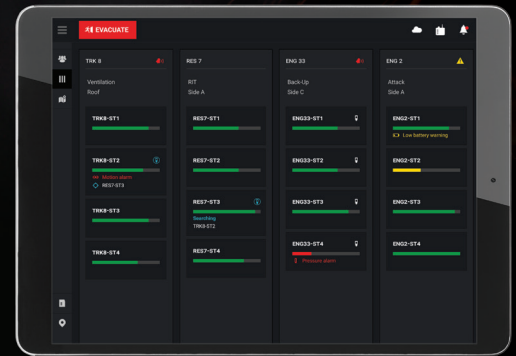 EVACUATE
TRK 8
Ventilation
Roof
TRK8-ST1
TRK8-ST2
Motion alarm
RES7-ST3
TRK8-ST3
TRK8-ST4
RES 7
RIT
Side A
RES7-ST1
RES7-ST2
RES7-ST3
Searching
TRK8-ST2
RES7-ST4
ENG 33
Back-Up
Side C
ENG33-ST1
ENG33-ST2
ENG33-ST3
ENG33-ST4
Pressure alarm
ENG 2
Attack
Side A
ENG2-ST1
Low battery warning
ENG2-ST2
ENG2-ST3
ENG2-ST4